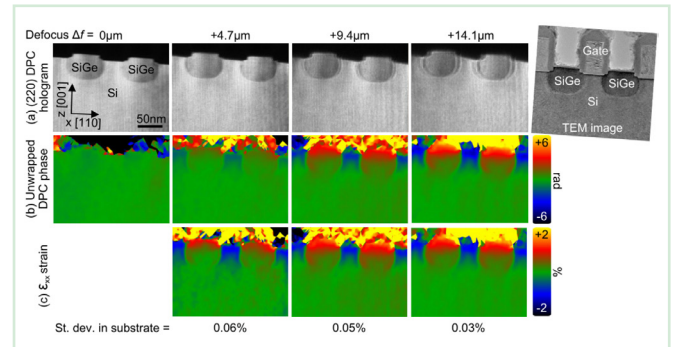 Defocus Δf = 0μm +4.7μm +9.4μm +14.1μm
(a) (220) DPC
hologram
SiGe SiGe
Si
z [001]
x [110]
50nm
Gate
SiGe SiGe
Si
TEM image
(b) Unwrapped
DPC phase
+6
rad
-6
(c) εxx strain
+2
%
-2
St. dev. in substrate = 0.06% 0.05% 0.03%